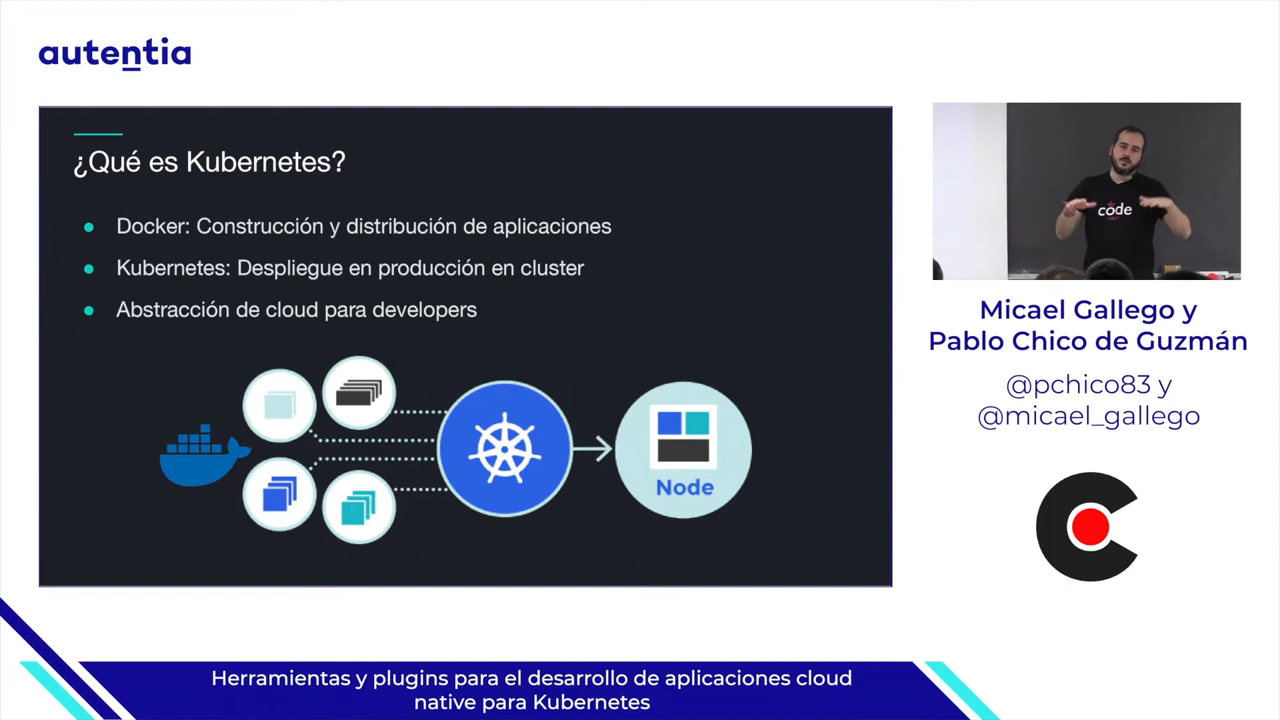 autentia
¿Qué es Kubernetes?
Docker: Construcción y distribución de aplicaciones
Kubernetes: Despliegue en producción en cluster
Abstracción de cloud para developers
Node
code
Micael Gallego y
Pablo Chico de Guzmán
@pchico83 y
@micael_gallego
Herramientas y plugins para el desarrollo de aplicaciones cloud
native para Kubernetes